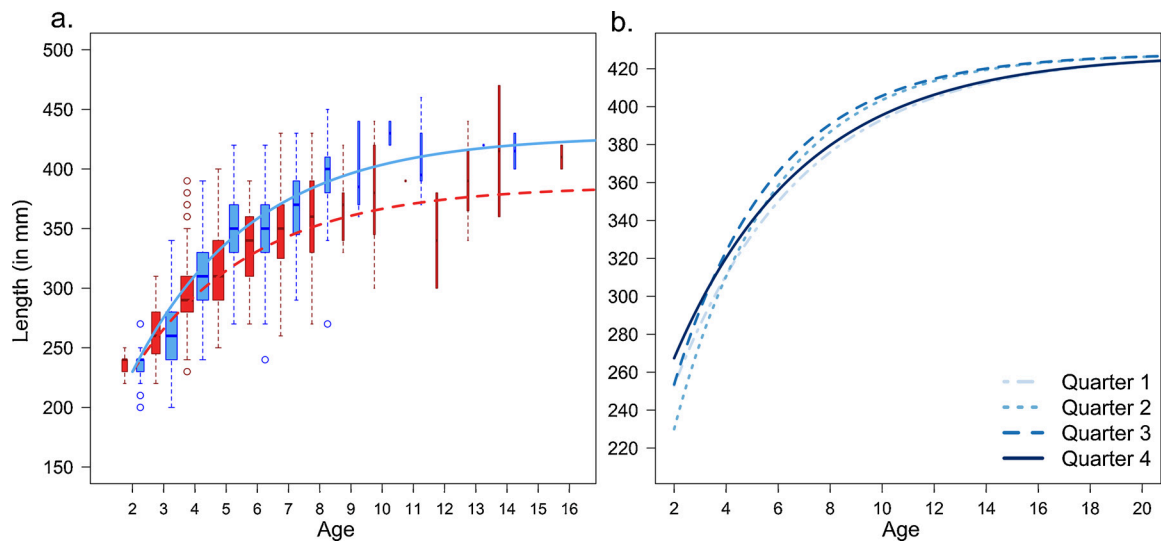 a.
500
450
400
350
300
250
200
150
Length (in mm)
2 3 4 5 6 7 8 9 10 11 12 13 14 15 16
Age
b.
420
400
380
360
340
320
300
280
260
240
220
Quarter 1
Quarter 2
Quarter 3
Quarter 4
2 4 6 8 10 12 14 16 18 20
Age